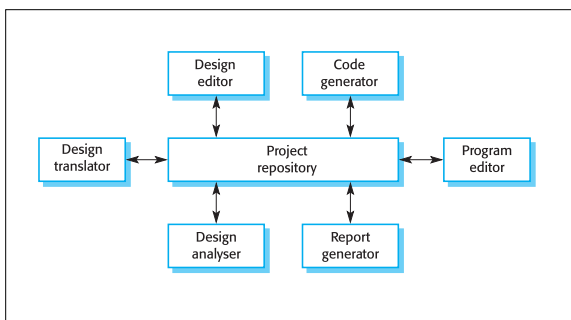 Design
editor
Code
generator
Design
translator
Project
repository
Program
editor
Design
analyser
Report
generator